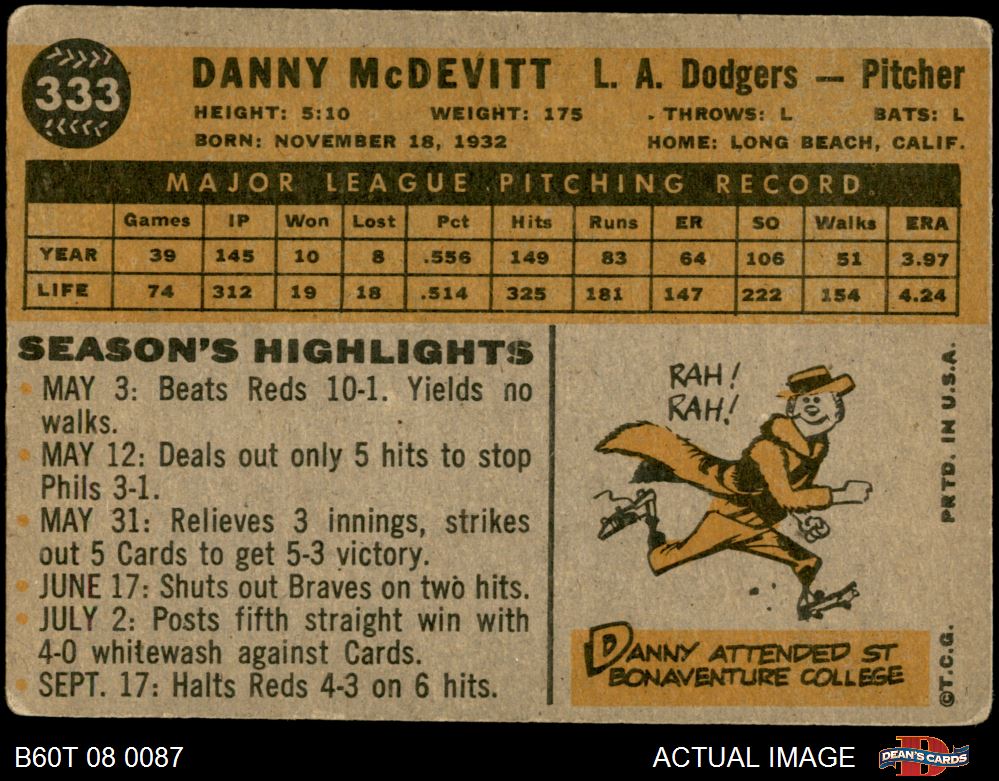 333
DANNY McDEVITT L. A. Dodgers — Pitcher
HEIGHT: 5:10 WEIGHT: 175 THROWS: L BATS: L
BORN: NOVEMBER 18, 1932 HOME: LONG BEACH, CALIF.
MAJOR LEAGUE PITCHING RECORD
Games IP Won Lost Pct Hits Runs ER SO Walks ERA
YEAR 39 145 10 8 .556 149 83 64 106 51 3.97
LIFE 74 312 19 18 .514 325 181 147 222 154 4.24
SEASON'S HIGHLIGHTS
MAY 3: Beats Reds 10-1. Yields no
walks.
MAY 12: Deals out only 5 hits to stop
Phils 3-1.
MAY 31: Relieves 3 innings, strikes
out 5 Cards to get 5-3 victory.
JUNE 17: Shuts out Braves on two hits.
JULY 2: Posts fifth straight win with
4-0 whitewash against Cards.
SEPT. 17: Halts Reds 4-3 on 6 hits.
RAH!
RAH!
DANNY ATTENDED ST
BONAVENTURE COLLEGE
©T.C.G. PRTD. IN U.S.A.
B60T 08 0087 ACTUAL IMAGE DEAN'S CARDS